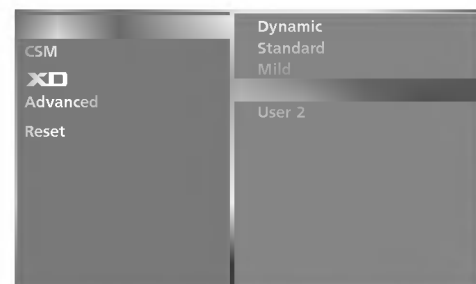 CSM
XD
Advanced
Reset
Dynamic
Standard
Mild
User 2